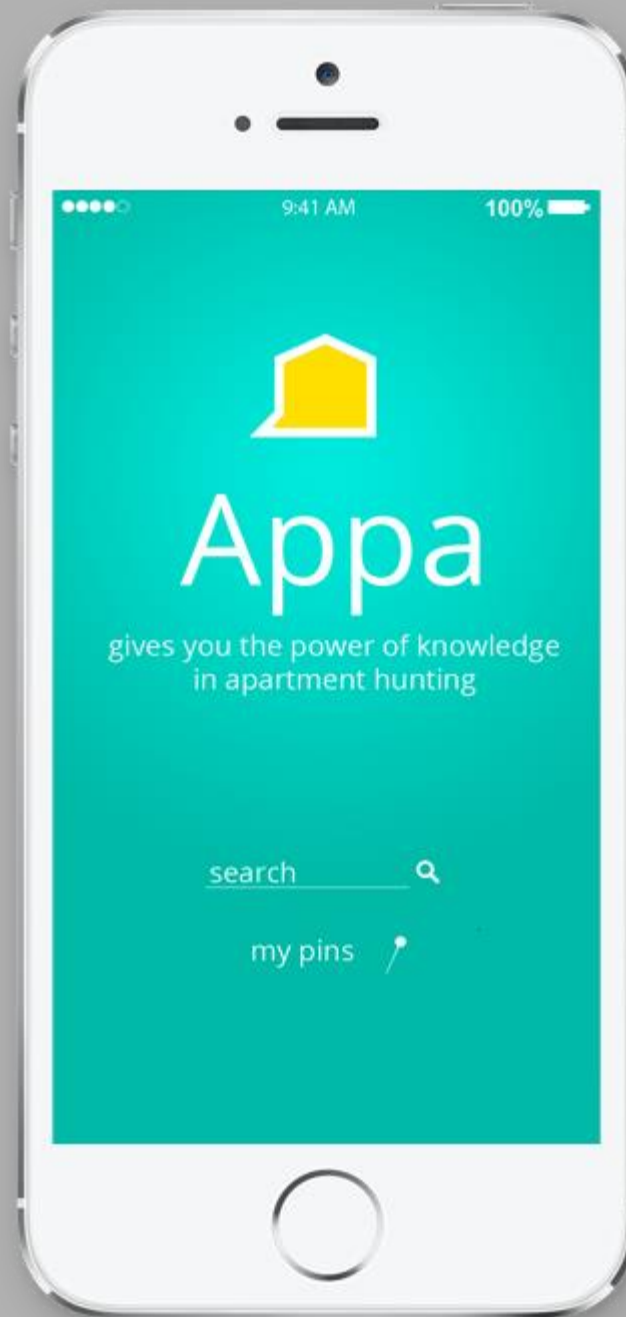 9:41 AM 100%
Appa
gives you the power of knowledge
in apartment hunting
search
my pins